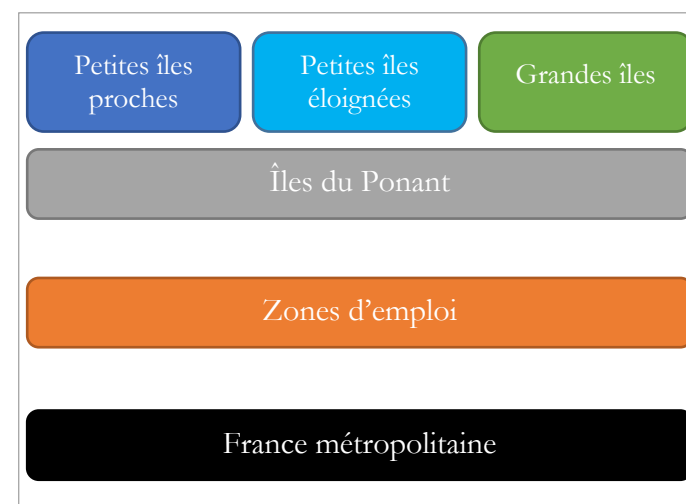 Petites îles
proches
Petites îles
éloignées
Grandes îles
Îles du Ponant
Zones d’emploi
France métropolitaine